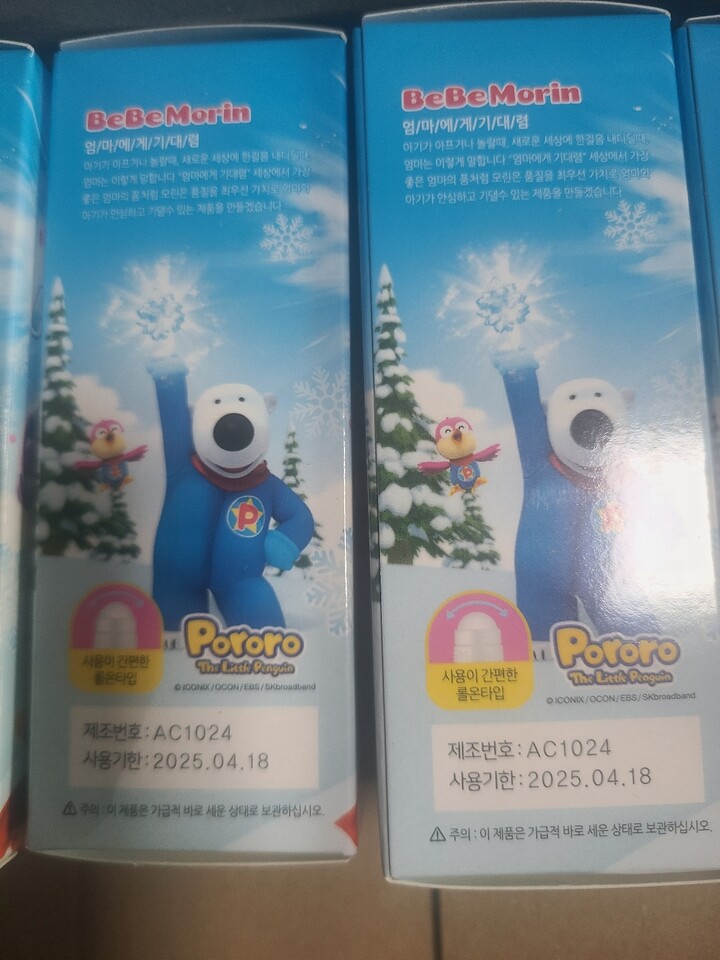 BeBeMorin
엄/마/에/게/기/대/렴
아기가 아프거나 놀랄때, 새로운 세상에 한걸음 내디딜때,
엄마는 이렇게 말합니다 "엄마에게 기대렴" 세상에서 가장
좋은 엄마의 품처럼 모린은 품질을 최우선 가치로 엄마와
아기가 안심하고 기댈수 있는 제품을 만들겠습니다
P
사용이 간편한
롤온타입
Pororo
The Little Penguin
© ICONIX / OCON / EBS / SKbroadband
제조번호: AC1024
사용기한: 2025.04.18
주의 : 이 제품은 가급적 바로 세운 상태로 보관하십시오.
BeBeMorin
엄/마/에/게/기/대/렴
아기가 아프거나 놀랄때, 새로운 세상에 한걸음 내디딜때,
엄마는 이렇게 말합니다 "엄마에게 기대렴" 세상에서 가장
좋은 엄마의 품처럼 모린은 품질을 최우선 가치로 엄마와
아기가 안심하고 기댈수 있는 제품을 만들겠습니다
사용이 간편한
롤온타입
Pororo
The Little Penguin
© ICONIX / OCON / EBS / SKbroadband
제조번호: AC1024
사용기한: 2025.04.18
주의 : 이 제품은 가급적 바로 세운 상태로 보관하십시오.